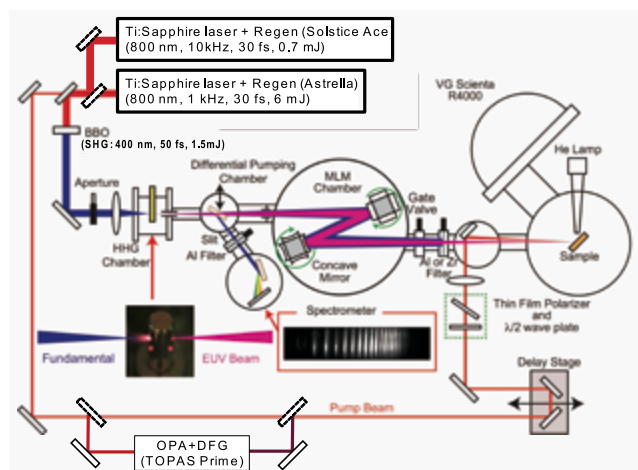 Ti:Sapphire laser + Regen (Solstice Ace
(800 nm, 10kHz, 30 fs, 0.7 mJ)
Ti:Sapphire laser + Regen (Astrella)
(800 nm, 1 kHz, 30 fs, 6 mJ)
VG Scienta
R4000
BBO
(SHG: 400 nm, 50 fs, 1.5mJ)
Differential Pumping
Chamber
MLM
Chamber
He Lamp
Aperture
Gate
Valve
HHG
Chamber
Slit
Al Filter
Concave
Mirror
Al or Zr
Filter
Sample
Spectrometer
Thin Film Polarizer
and
λ/2 wave plate
Fundamental
EUV Beam
Delay Stage
Pump Beam
OPA+DFG
(TOPAS Prime)